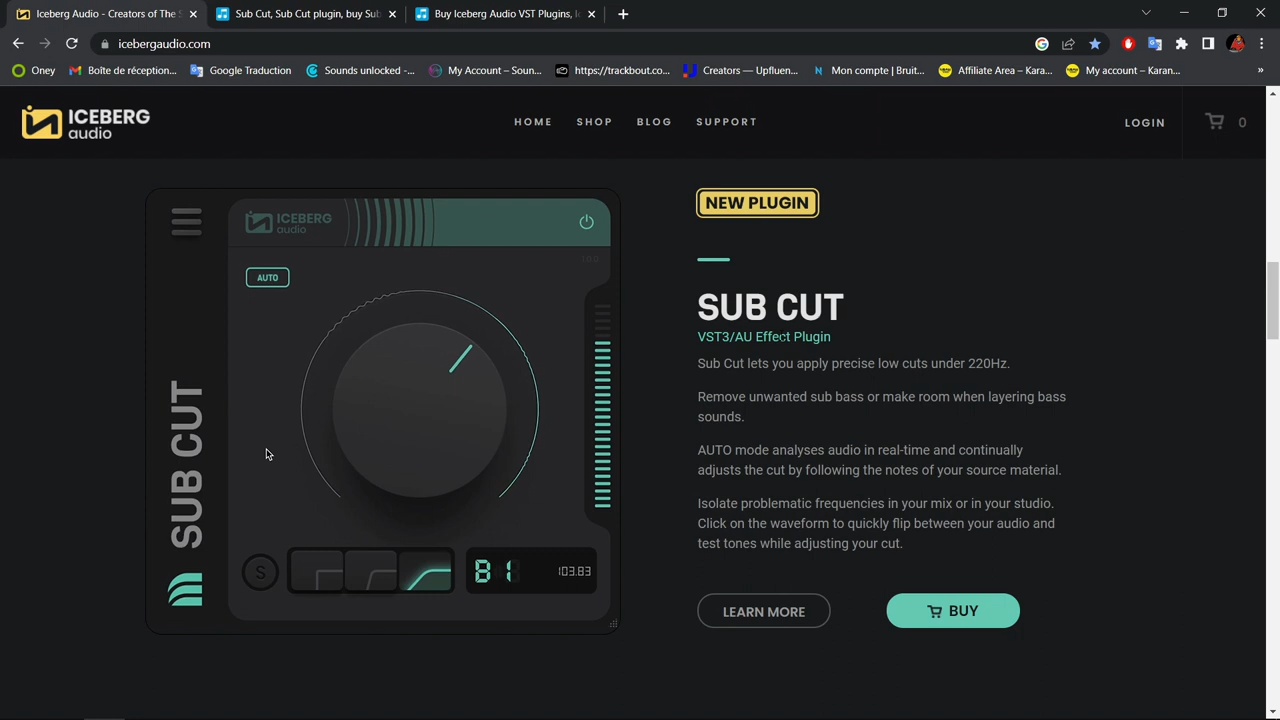 Iceberg Audio - Creators of The S
Sub Cut, Sub Cut plugin, buy Sub
Buy Iceberg Audio VST Plugins, I
icebergaudio.com
Oney
Boîte de réception...
Google Traduction
Sounds unlocked -...
My Account – Soun...
https://trackbout.co...
Creators — Upfluen...
Mon compte | Bruit...
Affiliate Area – Kara...
My account – Karan...
»
ICEBERG
audio
HOME
SHOP
BLOG
SUPPORT
LOGIN
0
ICEBERG
audio
100
AUTO
SUB CUT
S
B 1
103.83
NEW PLUGIN
SUB CUT
VST3/AU Effect Plugin
Sub Cut lets you apply precise low cuts under 220Hz.
Remove unwanted sub bass or make room when layering bass
sounds.
AUTO mode analyses audio in real-time and continually
adjusts the cut by following the notes of your source material.
Isolate problematic frequencies in your mix or in your studio.
Click on the waveform to quickly flip between your audio and
test tones while adjusting your cut.
LEARN MORE
BUY